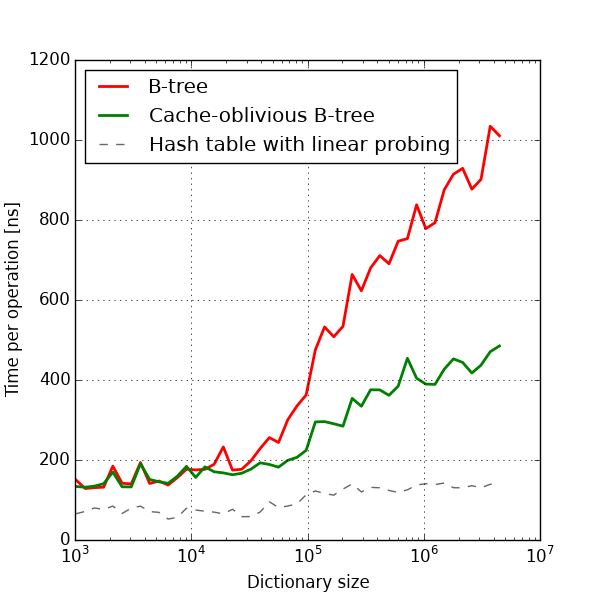 1200
1000
800
600
400
200
0
Time per operation [ns]
B-tree
Cache-oblivious B-tree
Hash table with linear probing
10³ 10⁴ 10⁵ 10⁶ 10⁷
Dictionary size